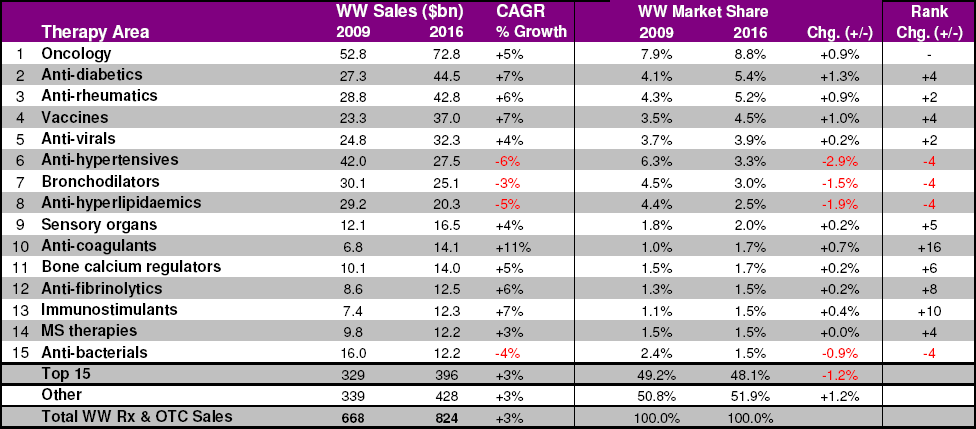 WW Sales ($bn) CAGR WW Market Share Rank
Therapy Area 2009 2016 % Growth 2009 2016 Chg. (+/-) Chg. (+/-)
1 Oncology 52.8 72.8 +5% 7.9% 8.8% +0.9% -
2 Anti-diabetics 27.3 44.5 +7% 4.1% 5.4% +1.3% +4
3 Anti-rheumatics 28.8 42.8 +6% 4.3% 5.2% +0.9% +2
4 Vaccines 23.3 37.0 +7% 3.5% 4.5% +1.0% +4
5 Anti-virals 24.8 32.3 +4% 3.7% 3.9% +0.2% +2
6 Anti-hypertensives 42.0 27.5 -6% 6.3% 3.3% -2.9% -4
7 Bronchodilators 30.1 25.1 -3% 4.5% 3.0% -1.5% -4
8 Anti-hyperlipidaemics 29.2 20.3 -5% 4.4% 2.5% -1.9% -4
9 Sensory organs 12.1 16.5 +4% 1.8% 2.0% +0.2% +5
10 Anti-coagulants 6.8 14.1 +11% 1.0% 1.7% +0.7% +16
11 Bone calcium regulators 10.1 14.0 +5% 1.5% 1.7% +0.2% +6
12 Anti-fibrinolytics 8.6 12.5 +6% 1.3% 1.5% +0.2% +8
13 Immunostimulants 7.4 12.3 +7% 1.1% 1.5% +0.4% +10
14 MS therapies 9.8 12.2 +3% 1.5% 1.5% +0.0% +4
15 Anti-bacterials 16.0 12.2 -4% 2.4% 1.5% -0.9% -4
Top 15 329 396 +3% 49.2% 48.1% -1.2%
Other 339 428 +3% 50.8% 51.9% +1.2%
Total WW Rx & OTC Sales 668 824 +3% 100.0% 100.0%